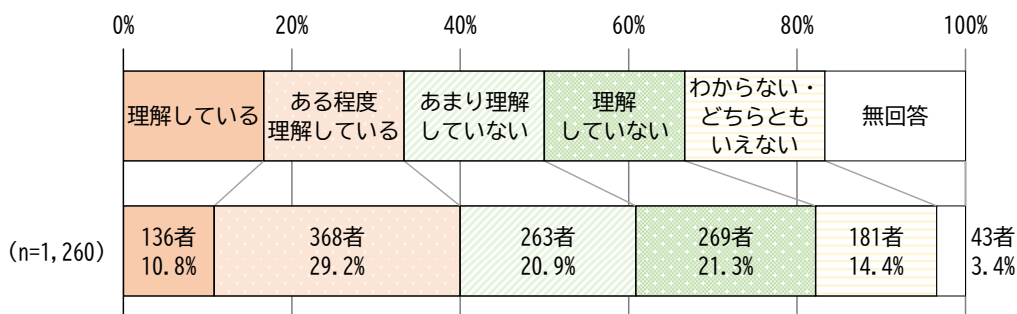 0%
20%
40%
60%
80%
100%
理解している
ある程度
理解している
あまり理解
していない
理解
していない
わからない・
どちらとも
いえない
無回答
(n=1,260)
136者
10.8%
368者
29.2%
263者
20.9%
269者
21.3%
181者
14.4%
43者
3.4%